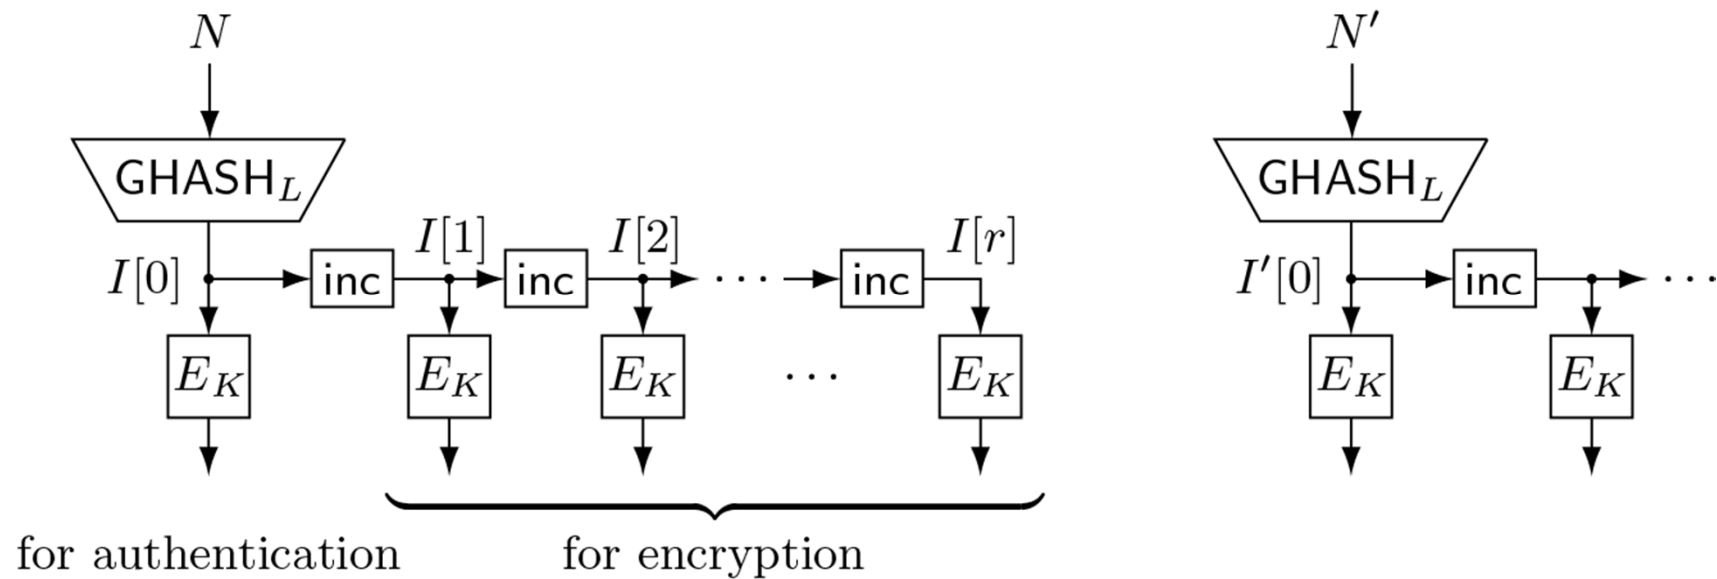 N N′
GHASH_L GHASH_L
I[1] I[2] I[r]
I[0] inc inc ··· inc I′[0] inc ···
E_K E_K E_K ··· E_K E_K E_K
for authentication for encryption